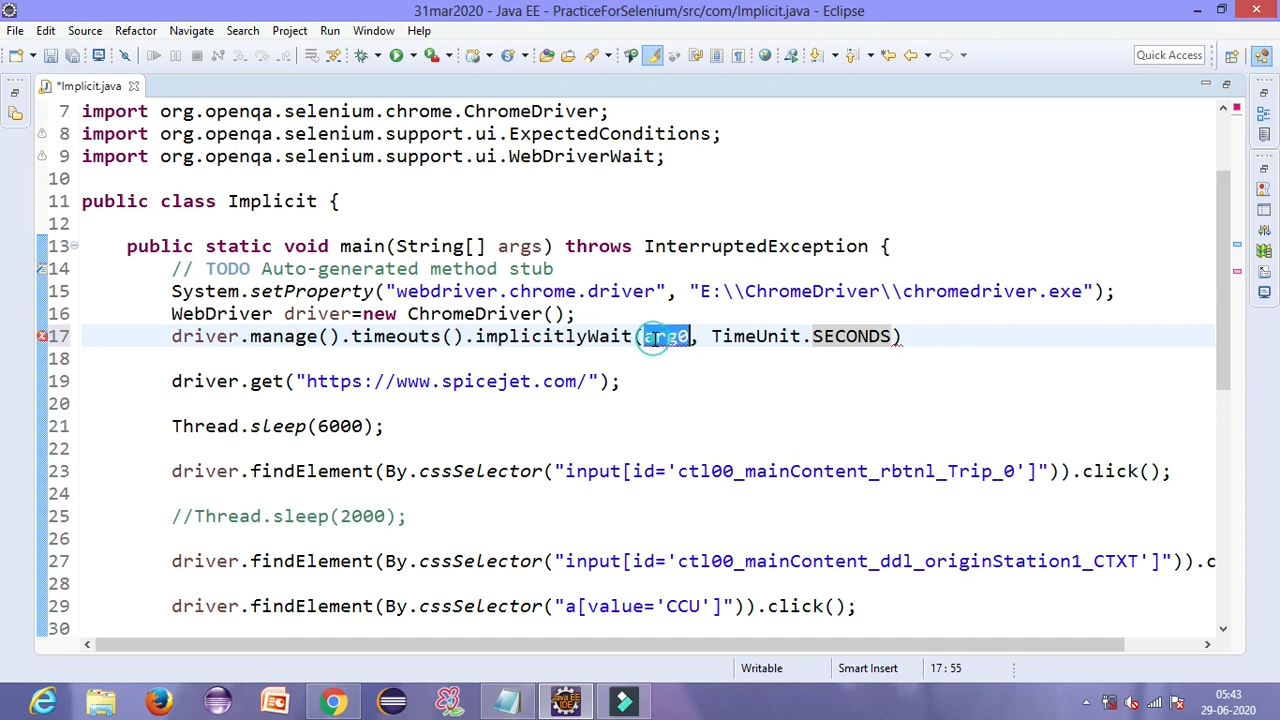 31mar2020 - Java EE - PracticeForSelenium/src/com/Implicit.java - Eclipse
File Edit Source Refactor Navigate Search Project Run Window Help
Quick Access
*Implicit.java
7 import org.openqa.selenium.chrome.ChromeDriver;
8 import org.openqa.selenium.support.ui.ExpectedConditions;
9 import org.openqa.selenium.support.ui.WebDriverWait;
10
11 public class Implicit {
12
13 public static void main(String[] args) throws InterruptedException {
14 // TODO Auto-generated method stub
15 System.setProperty("webdriver.chrome.driver", "E:\\ChromeDriver\\chromedriver.exe");
16 WebDriver driver=new ChromeDriver();
17 driver.manage().timeouts().implicitlyWait(arg0, TimeUnit.SECONDS)
18
19 driver.get("https://www.spicejet.com/");
20
21 Thread.sleep(6000);
22
23 driver.findElement(By.cssSelector("input[id='ctl00_mainContent_rbtnl_Trip_0']")).click();
24
25 //Thread.sleep(2000);
26
27 driver.findElement(By.cssSelector("input[id='ctl00_mainContent_ddl_originStation1_CTXT']")).c
28
29 driver.findElement(By.cssSelector("a[value='CCU']")).click();
30
Writable Smart Insert 17 : 55
05:43
29-06-2020